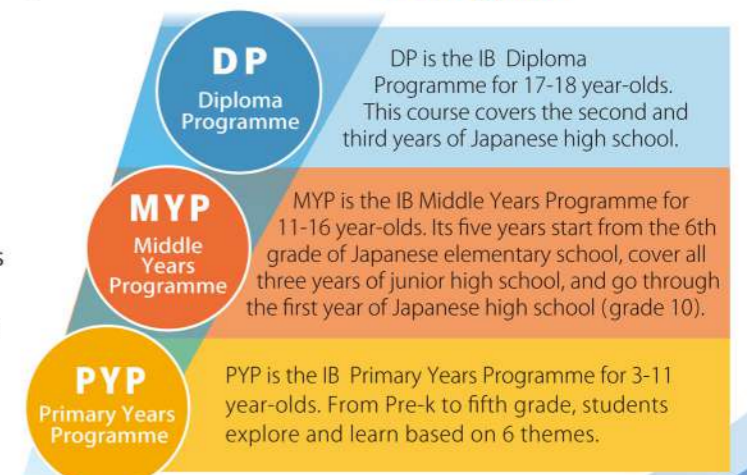 DP
Diploma
Programme
DP is the IB Diploma
Programme for 17-18 year-olds.
This course covers the second and
third years of Japanese high school.
MYP
Middle
Years
Programme
MYP is the IB Middle Years Programme for
11-16 year-olds. Its five years start from the 6th
grade of Japanese elementary school, cover all
three years of junior high school, and go through
the first year of Japanese high school (grade 10).
PYP
Primary Years
Programme
PYP is the IB Primary Years Programme for 3-11
year-olds. From Pre-k to fifth grade, students
explore and learn based on 6 themes.